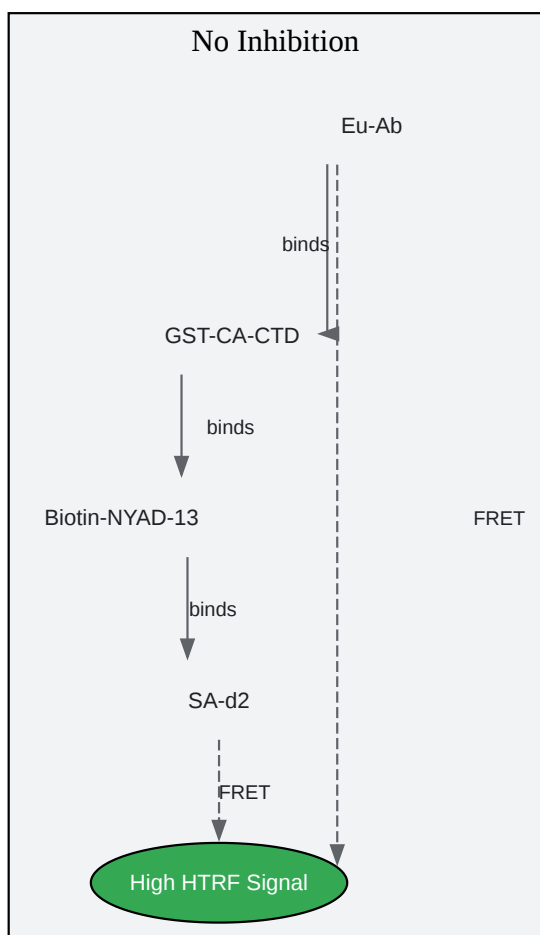 No Inhibition
Eu-Ab
binds
GST-CA-CTD
binds
Biotin-NYAD-13
FRET
binds
SA-d2
FRET
High HTRF Signal